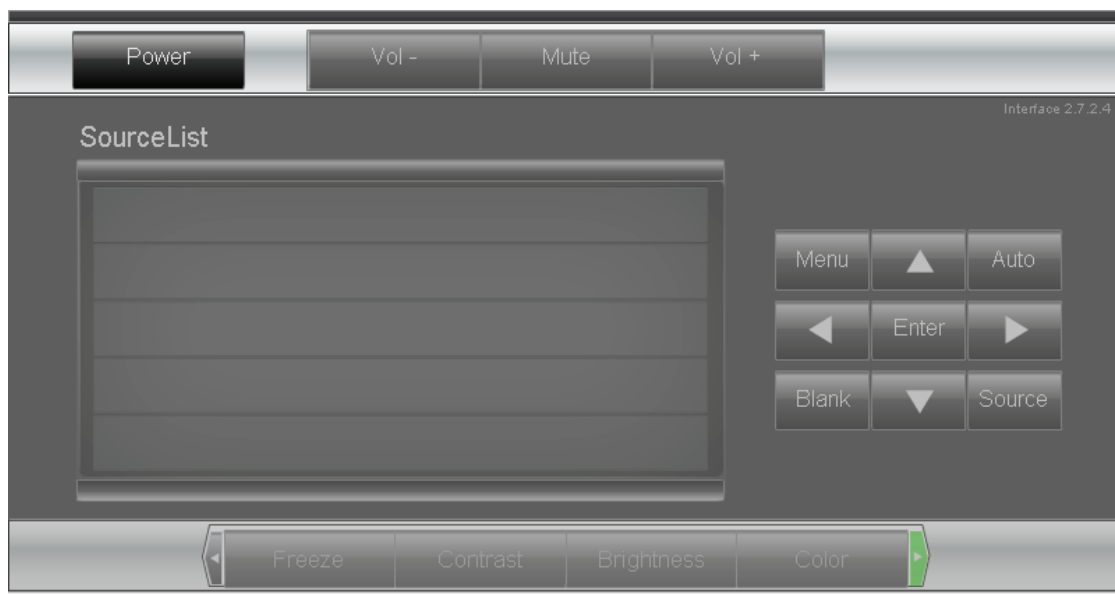 Power Vol - Mute Vol +
Interface 2.7.2.4
SourceList
Menu Auto
Enter
Blank Source
Freeze Contrast Brightness Color